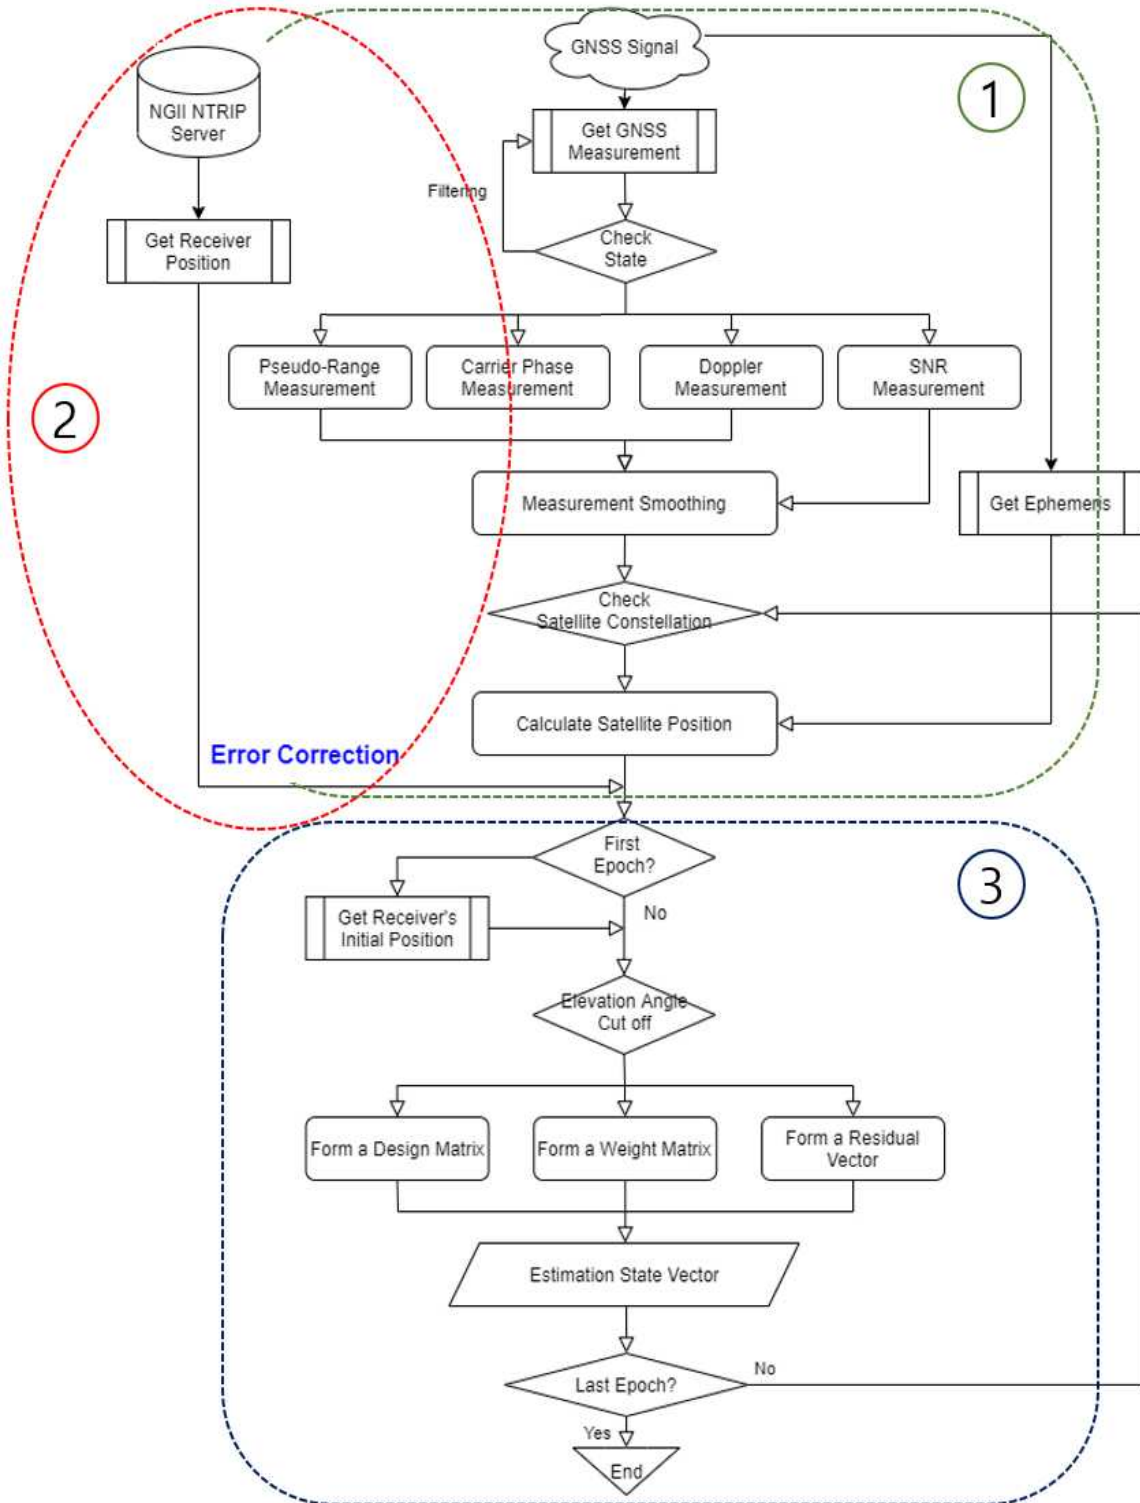 GNSS Signal
1
NGII NTRIP
Server
Get GNSS
Measurement
Filtering
Get Receiver
Position
Check
State
Pseudo-Range
Measurement
Carrier Phase
Measurement
Doppler
Measurement
SNR
Measurement
2
Measurement Smoothing
Get Ephemeris
Check
Satellite Constellation
Calculate Satellite Position
Error Correction
First
Epoch?
3
Get Receiver's
Initial Position
No
Elevation Angle
Cut off
Form a Design Matrix
Form a Weight Matrix
Form a Residual
Vector
Estimation State Vector
Last Epoch?
No
Yes
End